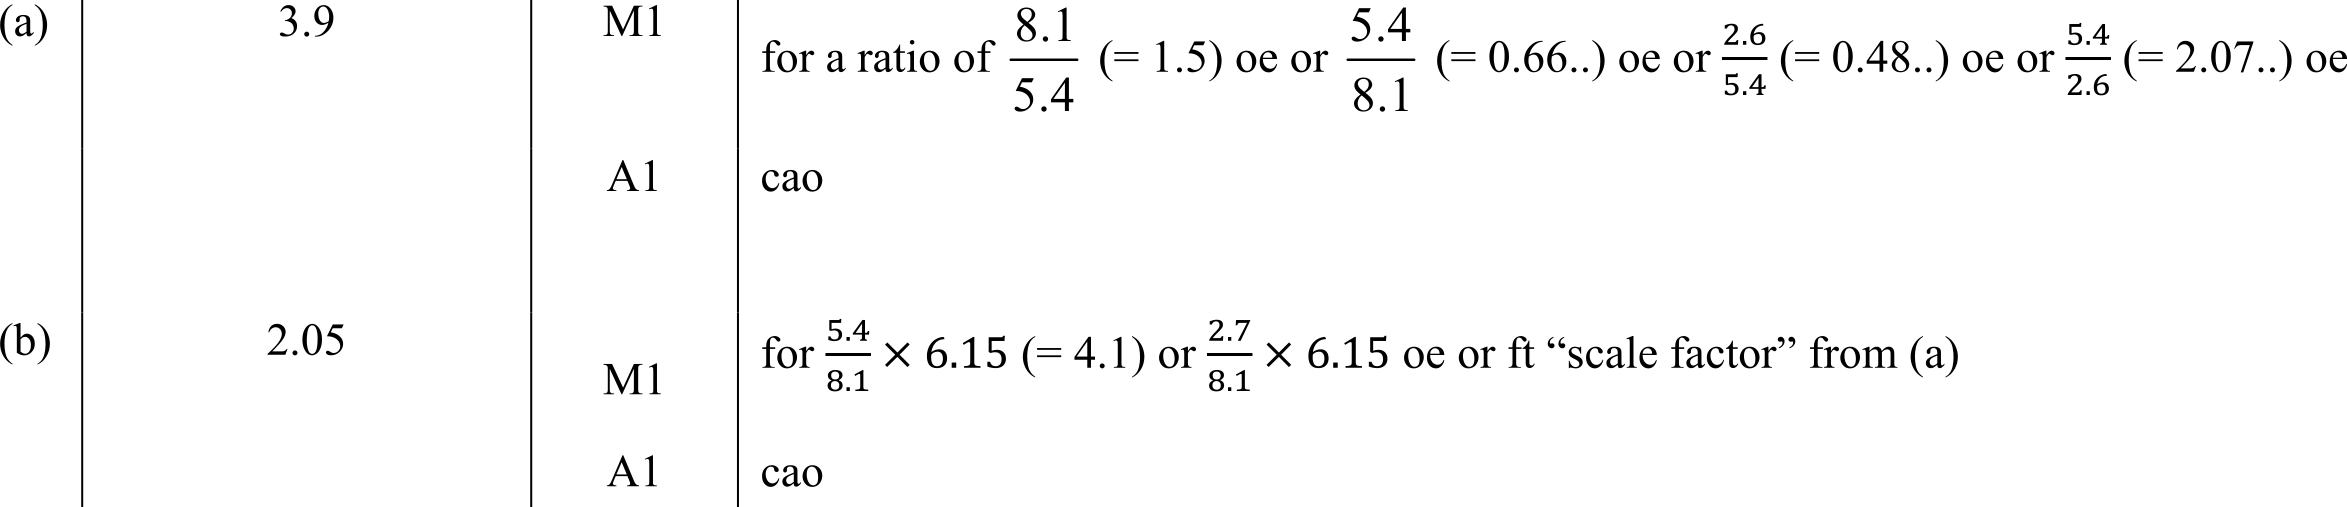 (a) 3.9 M1 for a ratio of 8.1/5.4 (= 1.5) oe or 5.4/8.1 (= 0.66..) oe or 2.6/5.4 (= 0.48..) oe or 5.4/2.6 (= 2.07..) oe
A1 cao
(b) 2.05 M1 for 5.4/8.1 × 6.15 (= 4.1) or 2.7/8.1 × 6.15 oe or ft “scale factor” from (a)
A1 cao